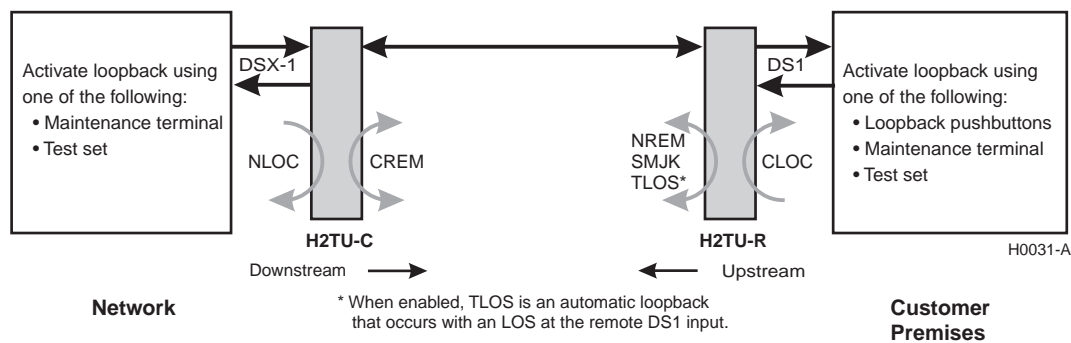 Activate loopback using
one of the following:
• Maintenance terminal
• Test set
DSX-1
NLOC
CREM
H2TU-C
NREM
SMJK
TLOS*
DS1
CLOC
H2TU-R
Activate loopback using
one of the following:
• Loopback pushbuttons
• Maintenance terminal
• Test set
H0031-A
Downstream
Upstream
Network
* When enabled, TLOS is an automatic loopback
that occurs with an LOS at the remote DS1 input.
Customer
Premises